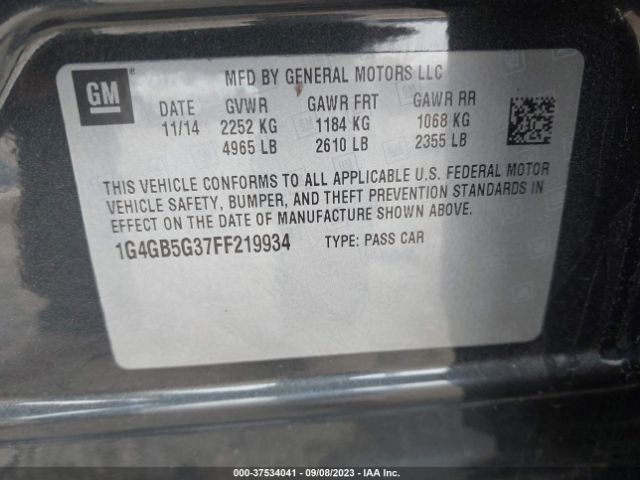 GM ®
MFD BY GENERAL MOTORS LLC
DATE GVWR GAWR FRT GAWR RR
11/14 2252 KG 1184 KG 1068 KG
4965 LB 2610 LB 2355 LB
THIS VEHICLE CONFORMS TO ALL APPLICABLE U.S. FEDERAL MOTOR
VEHICLE SAFETY, BUMPER, AND THEFT PREVENTION STANDARDS IN
EFFECT ON THE DATE OF MANUFACTURE SHOWN ABOVE.
1G4GB5G37FF219934 TYPE: PASS CAR
000-37534041 - 09/08/2023 - IAA Inc.